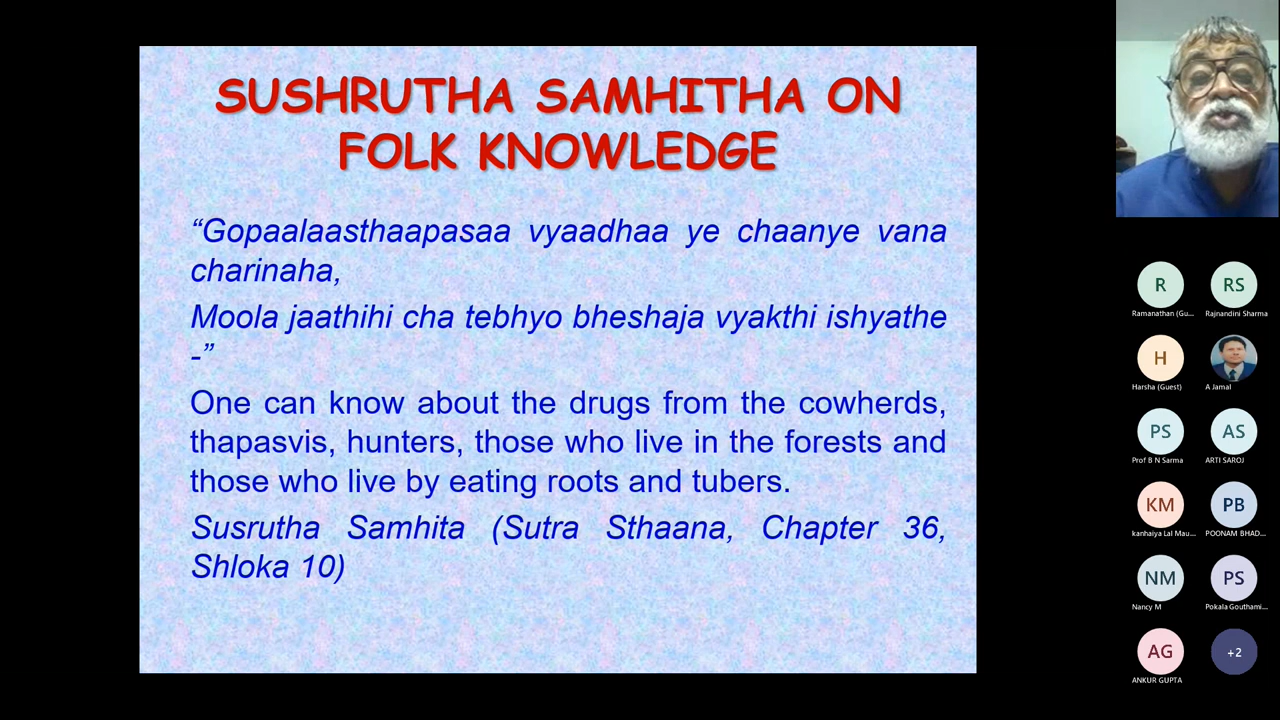 SUSHRUTHA SAMHITHA ON
FOLK KNOWLEDGE
“Gopaalaasthaapasaa vyaadhaa ye chaanye vana
charinaha,
Moola jaathihi cha tebhyo bheshaja vyakthi ishyathe
-”
One can know about the drugs from the cowherds,
thapasvis, hunters, those who live in the forests and
those who live by eating roots and tubers.
Susrutha Samhita (Sutra Sthaana, Chapter 36,
Shloka 10)
R
RS
Ramanathan (Gu...
Rajnandini Sharma
H
Harsha (Guest)
A Jamal
PS
AS
Prof B N Sarma
ARTI SAROJ
KM
PB
kanhaiya Lal Mau...
POONAM BHAD...
NM
PS
Nancy M
Pokala Gouthami...
AG
+2
ANKUR GUPTA